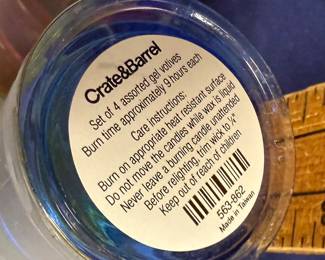 Crate&Barrel
Set of 4 assorted gel votives
Burn time approximately 9 hours each
Care instructions:
Burn on appropriate heat resistant surface
Do not move the candles while wax is liquid
Never leave a burning candle unattended
Before relighting, trim wick to ¼"
Keep out of reach of children
563-862
Made in Taiwan